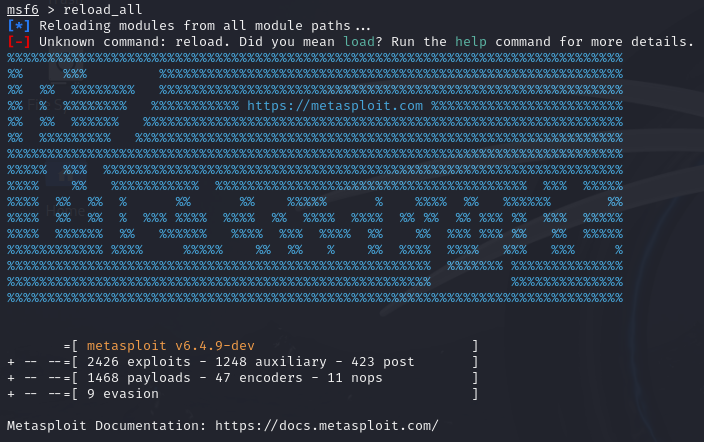 msf6 > reload_all
[*] Reloading modules from all module paths...
[-] Unknown command: reload. Did you mean load? Run the help command for more details.
https://metasploit.com
=[ metasploit v6.4.9-dev ]
+ -- --=[ 2426 exploits - 1248 auxiliary - 423 post ]
+ -- --=[ 1468 payloads - 47 encoders - 11 nops ]
+ -- --=[ 9 evasion ]
Metasploit Documentation: https://docs.metasploit.com/